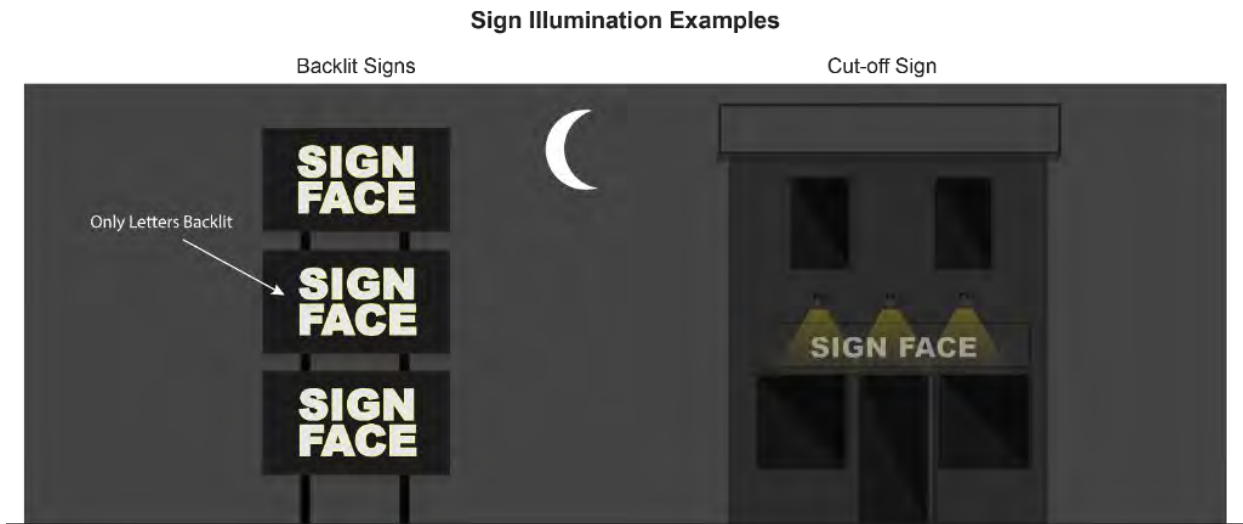 Sign Illumination Examples
Backlit Signs
Cut-off Sign
SIGN
FACE
Only Letters Backlit
SIGN
FACE
SIGN
FACE
SIGN FACE